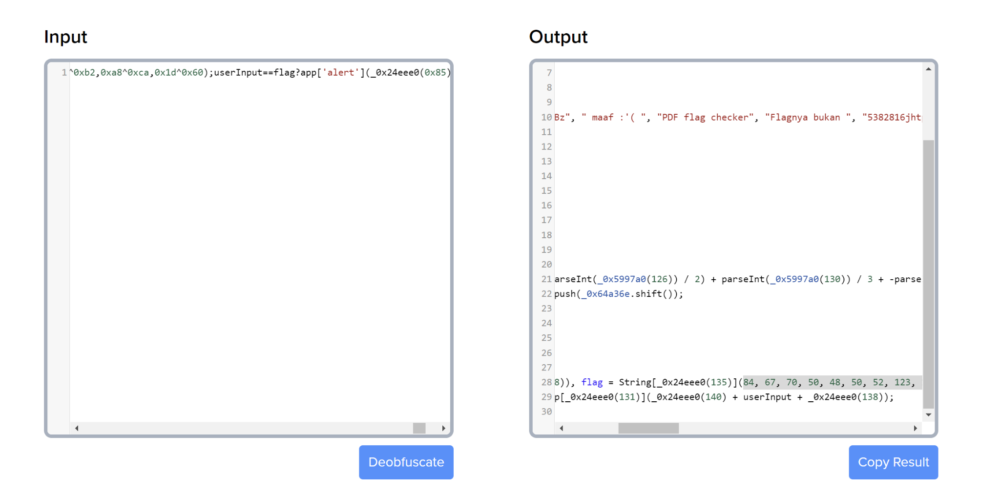 Input
1 ^0xb2,0xa8^0xca,0x1d^0x60);userInput==flag?app['alert'](_0x24eee0(0x85)
Deobfuscate
Output
7
8
9
10 Bz", " maaf :'( ", "PDF flag checker", "Flagnya bukan ", "5382816jht
11
12
13
14
15
16
17
18
19
20
21 arseInt(_0x5997a0(126)) / 2) + parseInt(_0x5997a0(130)) / 3 + -parse
22 push(_0x64a36e.shift());
23
24
25
26
27
28 8)), flag = String[_0x24eee0(135)](84, 67, 70, 50, 48, 50, 52, 123,
29 p[_0x24eee0(131)](_0x24eee0(140) + userInput + _0x24eee0(138));
30
Copy Result